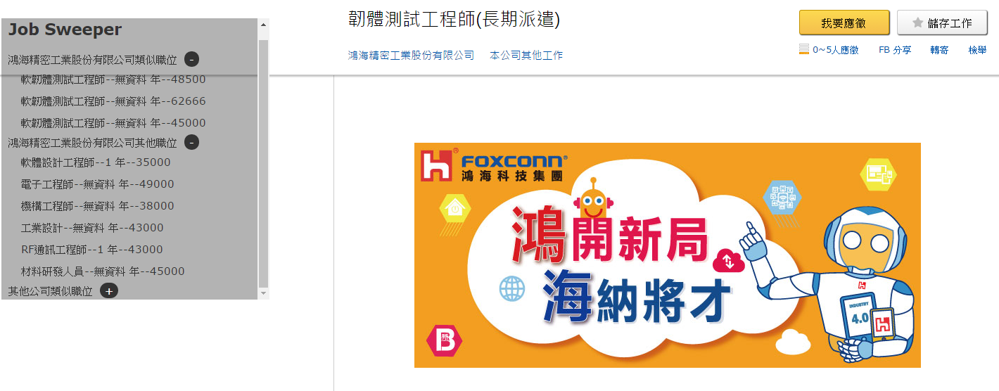 Job Sweeper
鴻海精密工業股份有限公司類似職位 -
軟韌體測試工程師--無資料 年--48500
軟韌體測試工程師--無資料 年--62666
軟韌體測試工程師--無資料 年--45000
鴻海精密工業股份有限公司其他職位 -
軟體設計工程師--1 年--35000
電子工程師--無資料 年--49000
機構工程師--無資料 年--38000
工業設計--無資料 年--43000
RF通訊工程師--1 年--43000
材料研發人員--無資料 年--45000
其他公司類似職位 +
韌體測試工程師(長期派遣)
鴻海精密工業股份有限公司 本公司其他工作
我要應徵 儲存工作
0~5人應徵 FB 分享 轉寄 檢舉
FOXCONN®
鴻海科技集團
鴻開新局
海納將才
INDUSTRY
4.0
BIG
DATA